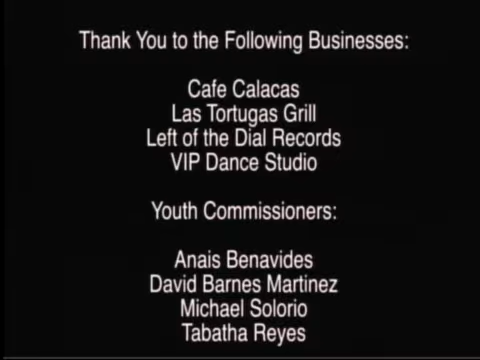 Thank You to the Following Businesses:
Cafe Calacas
Las Tortugas Grill
Left of the Dial Records
VIP Dance Studio
Youth Commissioners:
Anais Benavides
David Barnes Martinez
Michael Solorio
Tabatha Reyes